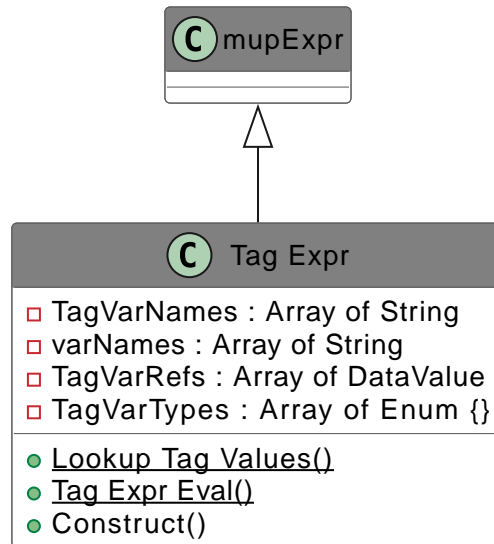 C mupExpr
C Tag Expr
TagVarNames : Array of String
varNames : Array of String
TagVarRefs : Array of DataValue
TagVarTypes : Array of Enum {}
Lookup Tag Values()
Tag Expr Eval()
Construct()